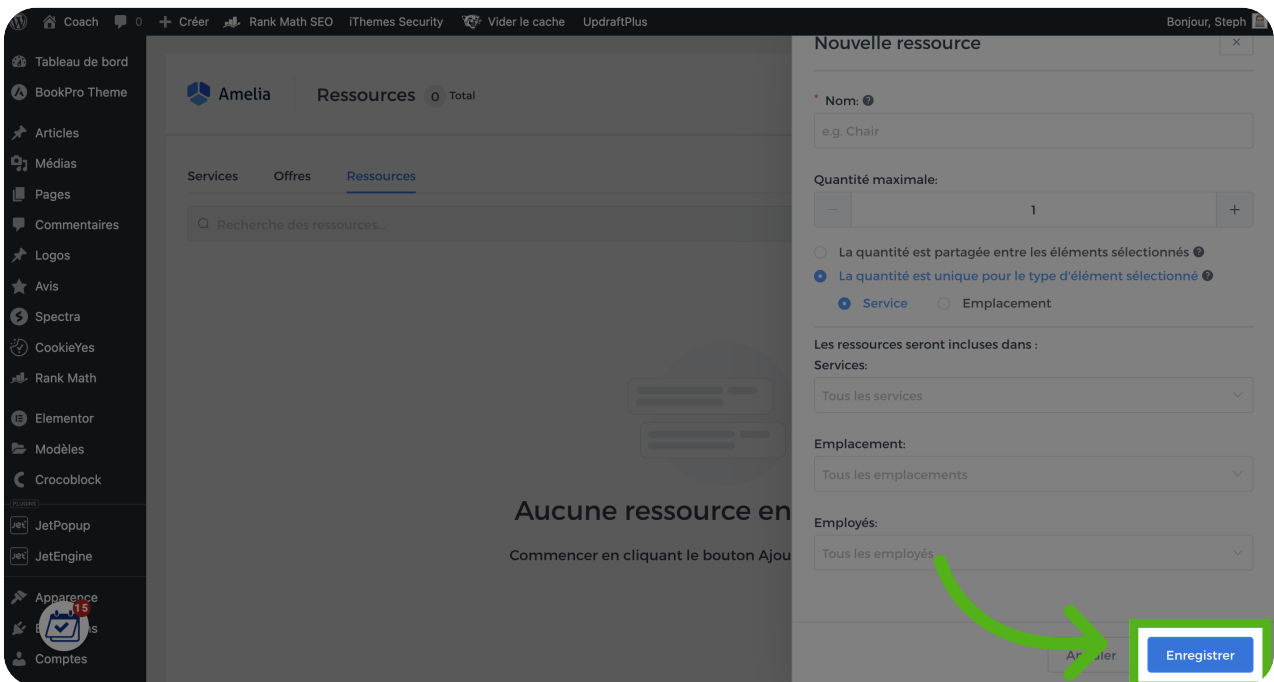 Coach 0 + Créer Rank Math SEO iThemes Security Vider le cache UpdraftPlus Bonjour, Steph
Tableau de bord
BookPro Theme
Articles
Médias
Pages
Commentaires
Logos
Avis
Spectra
CookieYes
Rank Math
Elementor
Modèles
Crocoblock
PLUGINS
JetPopup
JetEngine
Apparence
15
Comptes
Amelia
Ressources 0 Total
Services Offres Ressources
Recherche des ressources...
Aucune ressource en
Commencer en cliquant le bouton Ajou
Nouvelle ressource
* Nom:
e.g. Chair
Quantité maximale:
1
La quantité est partagée entre les éléments sélectionnés
La quantité est unique pour le type d'élément sélectionné
Service Emplacement
Les ressources seront incluses dans :
Services:
Tous les services
Emplacement:
Tous les emplacements
Employés:
Tous les employés
Enregistrer